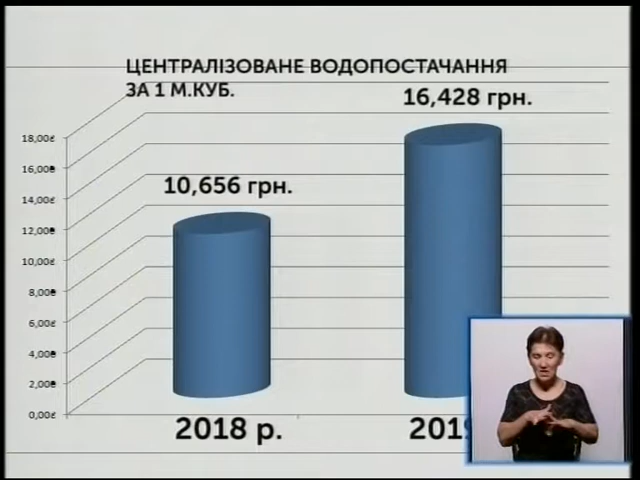 ЦЕНТРАЛІЗОВАНЕ ВОДОПОСТАЧАННЯ
ЗА 1 М.КУБ.
16,428 грн.
10,656 грн.
18,00₴
16,00₴
14,00₴
12,00₴
10,00₴
8,00₴
6,00₴
4,00₴
2,00₴
0,00₴
2018 р.
2019